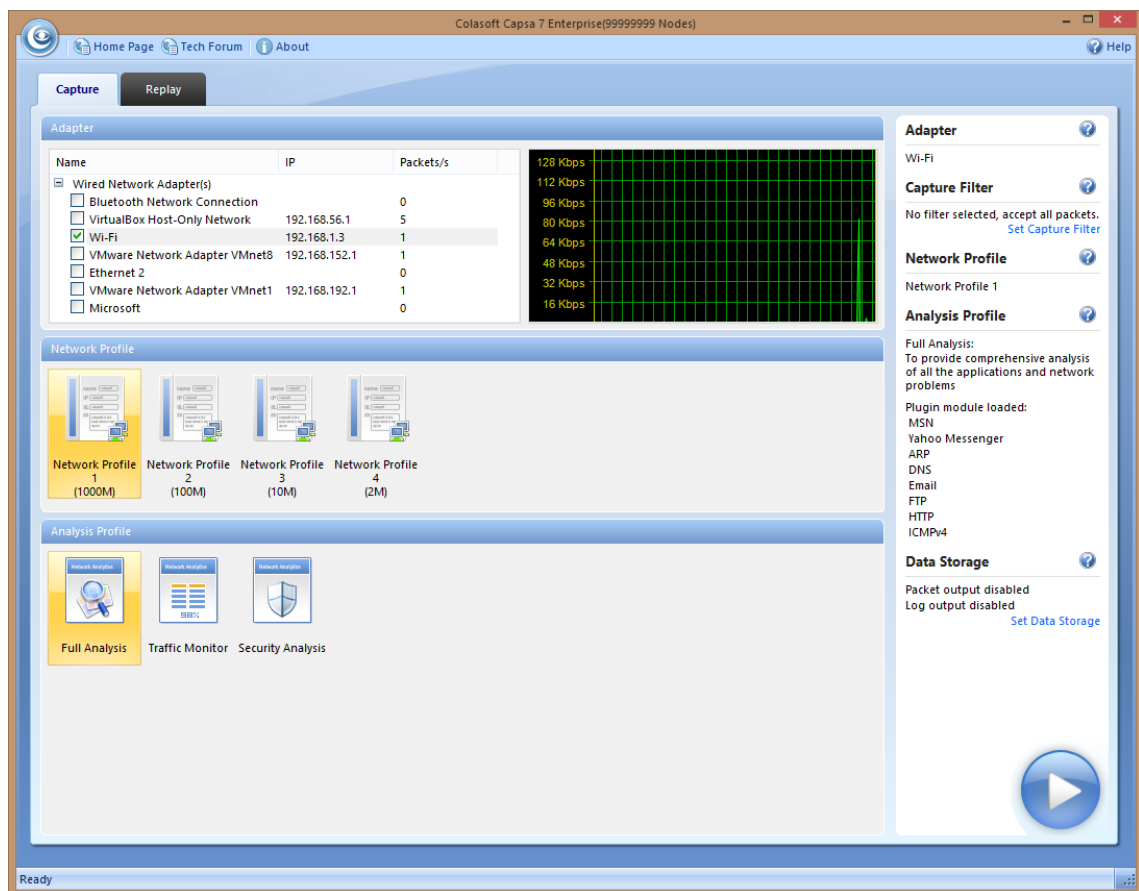 Colasoft Capsa 7 Enterprise(99999999 Nodes)
Home Page Tech Forum About Help
Capture Replay
Adapter
Name IP Packets/s
Wired Network Adapter(s)
Bluetooth Network Connection 0
VirtualBox Host-Only Network 192.168.56.1 5
Wi-Fi 192.168.1.3 1
VMware Network Adapter VMnet8 192.168.152.1 1
Ethernet 2 0
VMware Network Adapter VMnet1 192.168.192.1 1
Microsoft 0
128 Kbps
112 Kbps
96 Kbps
80 Kbps
64 Kbps
48 Kbps
32 Kbps
16 Kbps
Network Profile
Network Profile
1
(1000M)
Network Profile
2
(100M)
Network Profile
3
(10M)
Network Profile
4
(2M)
Analysis Profile
Network Analytics
Full Analysis
Network Analytics
98%
Traffic Monitor
Network Analytics
Security Analysis
Adapter
Wi-Fi
Capture Filter
No filter selected, accept all packets.
Set Capture Filter
Network Profile
Network Profile 1
Analysis Profile
Full Analysis:
To provide comprehensive analysis
of all the applications and network
problems
Plugin module loaded:
MSN
Yahoo Messenger
ARP
DNS
Email
FTP
HTTP
ICMPv4
Data Storage
Packet output disabled
Log output disabled
Set Data Storage
Ready